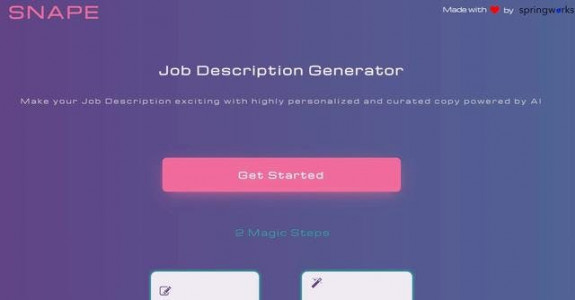 SNAPE
Made with ❤ by springworks
Job Description Generator
Make your Job Description exciting with highly personalized and curated copy powered by AI
Get Started
2 Magic Steps